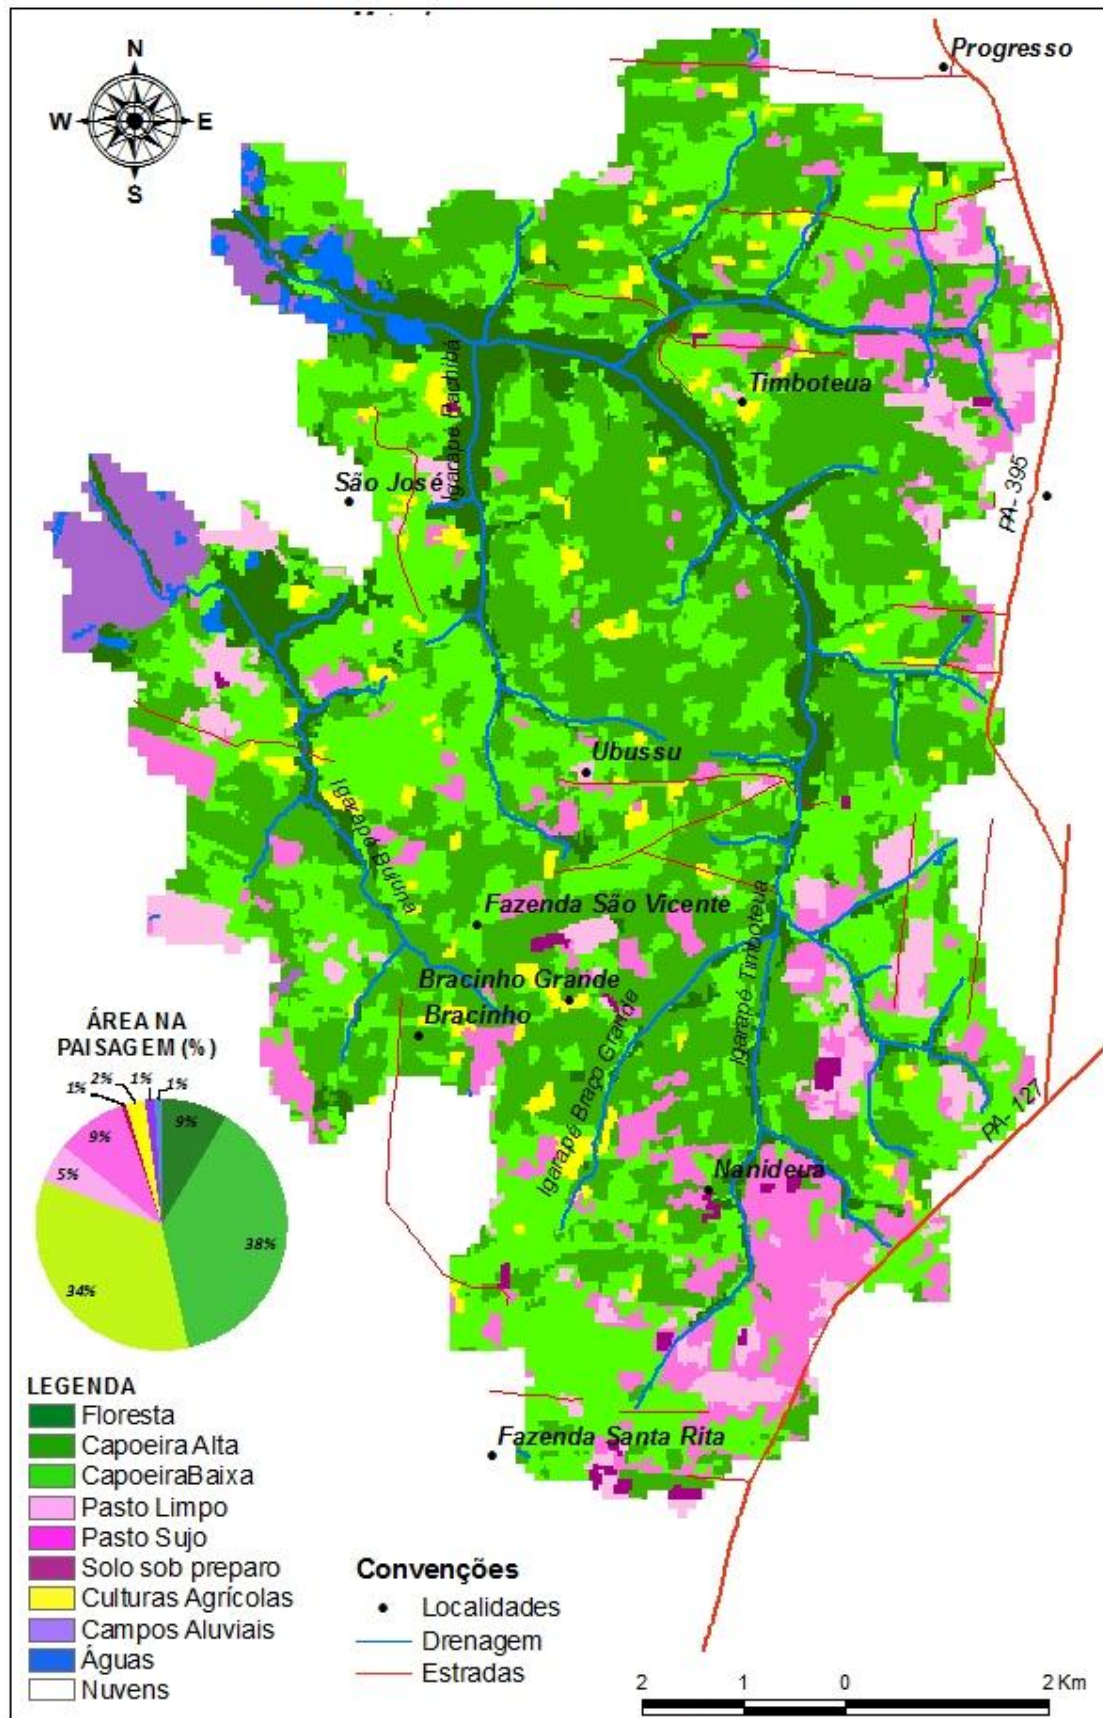 N
W E
S
Progresso
Igarapé Pachibá
Timboteua
São José
PA-395
Ubussu
Igarapé Bujuna
Fazenda São Vicente
Igarapé Timboteua
Bracinho Grande
Bracinho
Igarapé Braço Grande
PA-127
Nanideua
Fazenda Santa Rita
ÁREA NA
PAISAGEM (%)
1% 2% 1% 1%
9% 9%
5%
38%
34%
LEGENDA
Floresta
Capoeira Alta
CapoeiraBaixa
Pasto Limpo
Pasto Sujo
Solo sob preparo
Culturas Agrícolas
Campos Aluviais
Águas
Nuvens
Convenções
Localidades
Drenagem
Estradas
2 1 0 2 Km